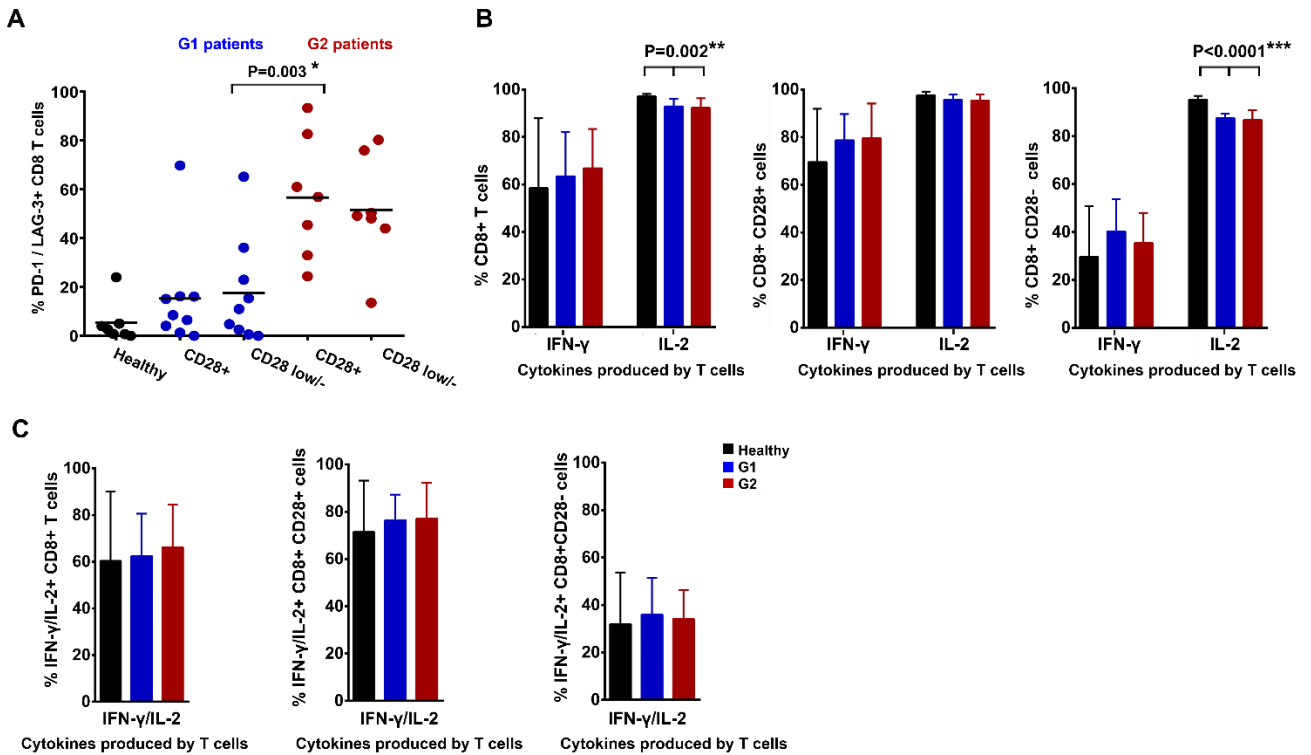 A
G1 patients G2 patients
P=0.003 *
% PD-1 / LAG-3+ CD8 T cells
100
80
60
40
20
0
Healthy
CD28+
CD28 low/-
CD28+
CD28 low/-
B
P=0.002**
% CD8+ T cells
100
80
60
40
20
0
IFN-γ IL-2
Cytokines produced by T cells
% CD8+ CD28+ cells
100
80
60
40
20
0
IFN-γ IL-2
Cytokines produced by T cells
P<0.0001***
% CD8+ CD28- cells
100
80
60
40
20
0
IFN-γ IL-2
Cytokines produced by T cells
C
% IFN-γ/IL-2+ CD8+ T cells
100
80
60
40
20
0
IFN-γ/IL-2
Cytokines produced by T cells
% IFN-γ/IL-2+ CD8+ CD28+ cells
100
80
60
40
20
0
IFN-γ/IL-2
Cytokines produced by T cells
% IFN-γ/IL-2+ CD8+CD28- cells
100
80
60
40
20
0
IFN-γ/IL-2
Cytokines produced by T cells
Healthy
G1
G2